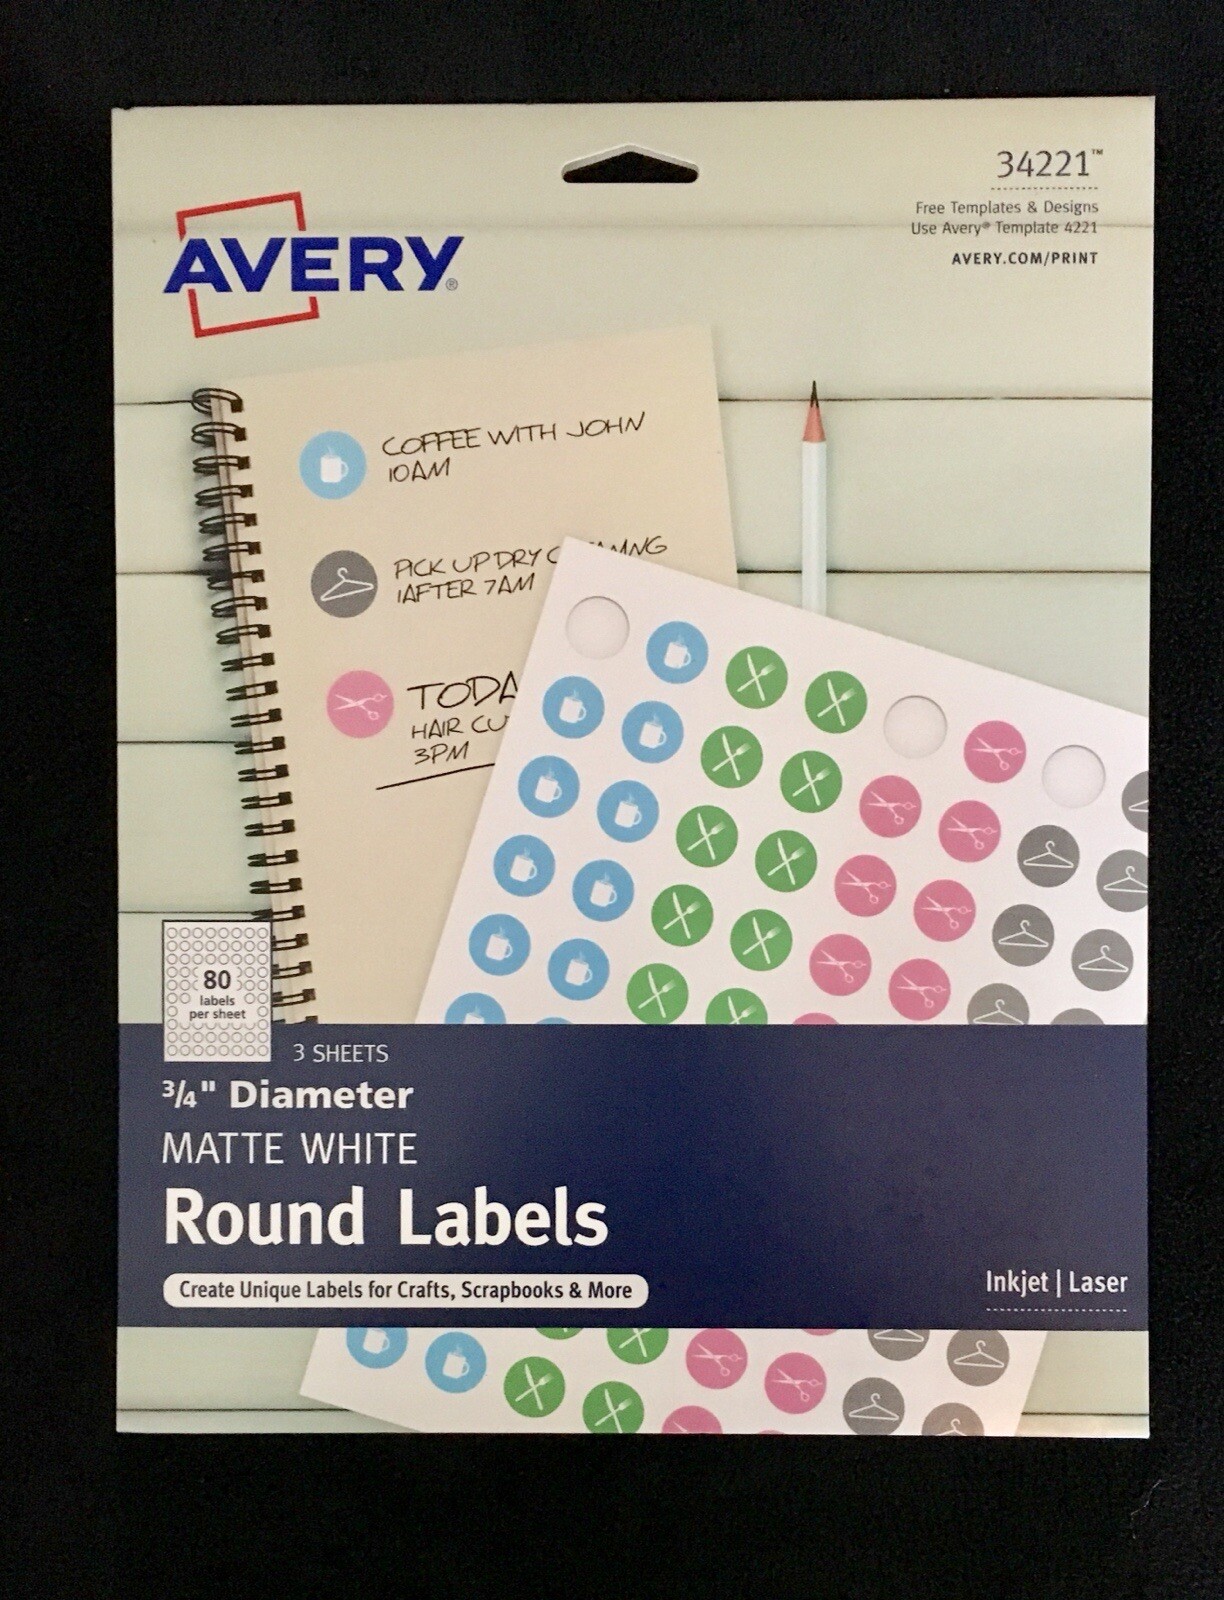 AVERY®
34221™
Free Templates & Designs
Use Avery® Template 4221
AVERY.COM/PRINT
COFFEE WITH JOHN
10AM
PICK UP DRY
AFTER 7AM
TODA
HAIR CU
3PM
80
labels
per sheet
3 SHEETS
3/4" Diameter
MATTE WHITE
Round Labels
Create Unique Labels for Crafts, Scrapbooks & More
Inkjet | Laser